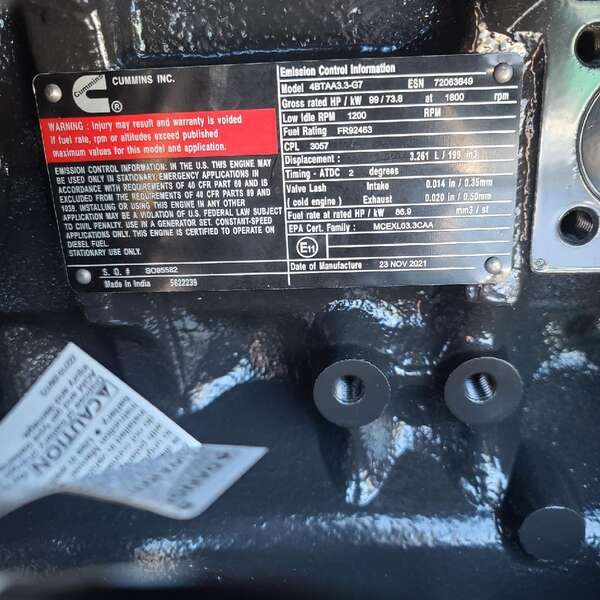 Cummins
CUMMINS INC.
®
WARNING : Injury may result and warranty is voided
if fuel rate, rpm or altitudes exceed published
maximum values for this model and application.
EMISSION CONTROL INFORMATION: IN THE U.S. THIS ENGINE MAY
BE USED ONLY IN STATIONARY EMERGENCY APPLICATIONS IN
ACCORDANCE WITH REQUIREMENTS OF 40 CFR PART 60 AND IS
EXCLUDED FROM THE REQUIREMENTS OF 40 CFR PARTS 89 AND
1039. INSTALLING OR USING THIS ENGINE IN ANY OTHER
APPLICATION MAY BE A VIOLATION OF U.S. FEDERAL LAW SUBJECT
TO CIVIL PENALTY. USE IN A GENERATOR SET. CONSTANT-SPEED
APPLICATION. THIS ENGINE IS CERTIFIED TO OPERATE ON
DIESEL FUEL.
STATIONARY USE ONLY.
S. O. # SO95582
Made in India 5622239
Emission Control Information
Model 4BTAA3.3-G7 ESN 72063649
Gross rated HP / kW 99 / 73.8 at 1800 rpm
Low Idle RPM 1200 RPM
Fuel Rating FR92463
CPL 3057
Displacement 3.261 L / 199 in3
Timing - ATDC 2 degrees
Valve Lash Intake 0.014 in / 0.35mm
( cold engine ) Exhaust 0.020 in / 0.50mm
Fuel rate at rated HP / kW 86.9 mm3 / st
EPA Cert. Family : MCEXL03.3CAA
E11
Date of Manufacture 23 NOV 2021
CAUTION